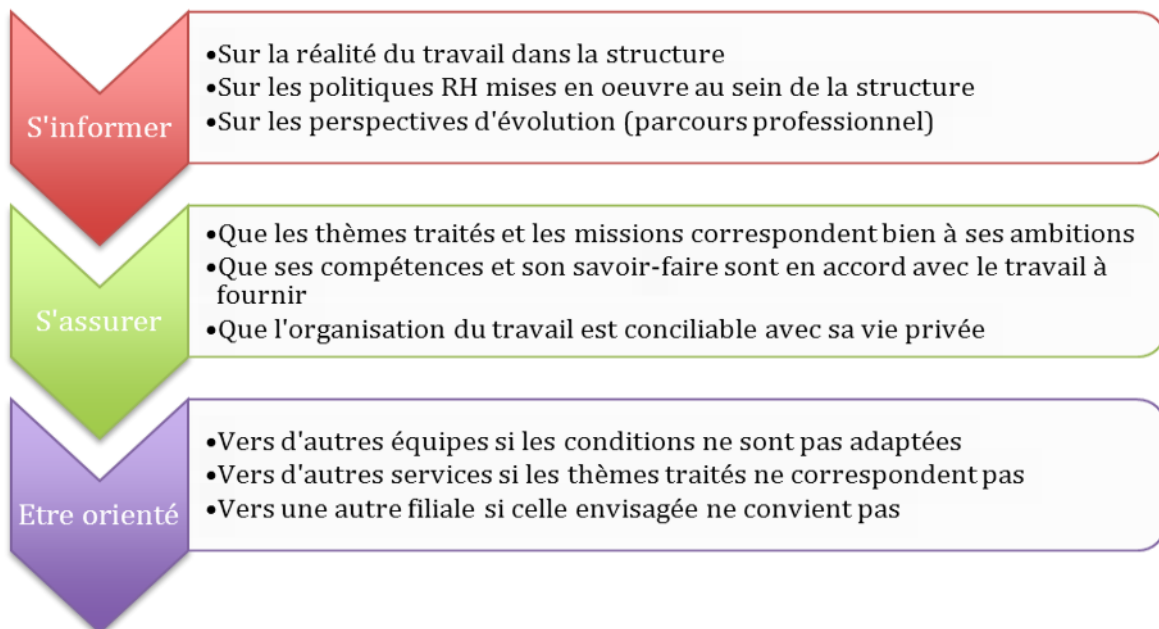 S'informer
•Sur la réalité du travail dans la structure
•Sur les politiques RH mises en oeuvre au sein de la structure
•Sur les perspectives d'évolution (parcours professionnel)
S'assurer
•Que les thèmes traités et les missions correspondent bien à ses ambitions
•Que ses compétences et son savoir-faire sont en accord avec le travail à
fournir
•Que l'organisation du travail est conciliable avec sa vie privée
Etre orienté
•Vers d'autres équipes si les conditions ne sont pas adaptées
•Vers d'autres services si les thèmes traités ne correspondent pas
•Vers une autre filiale si celle envisagée ne convient pas